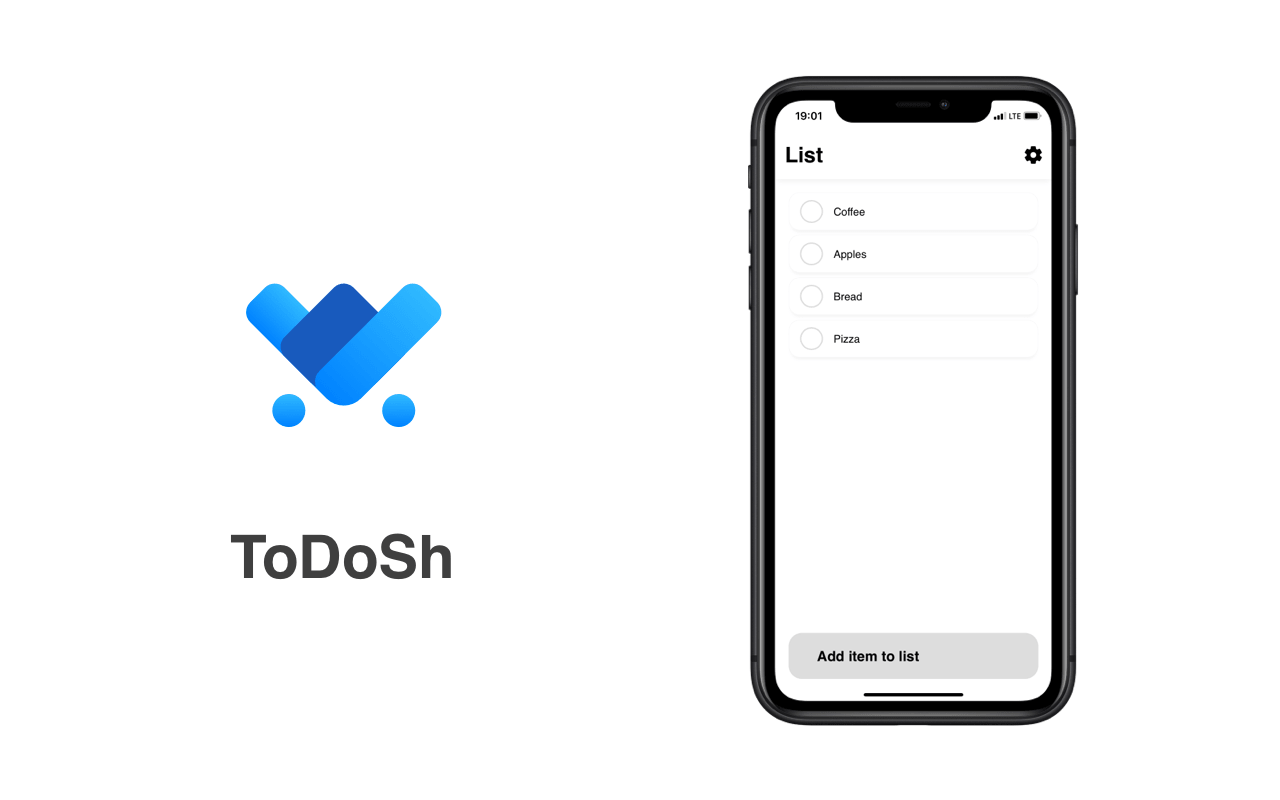 ToDoSh
19:01
LTE
List
Coffee
Apples
Bread
Pizza
Add item to list